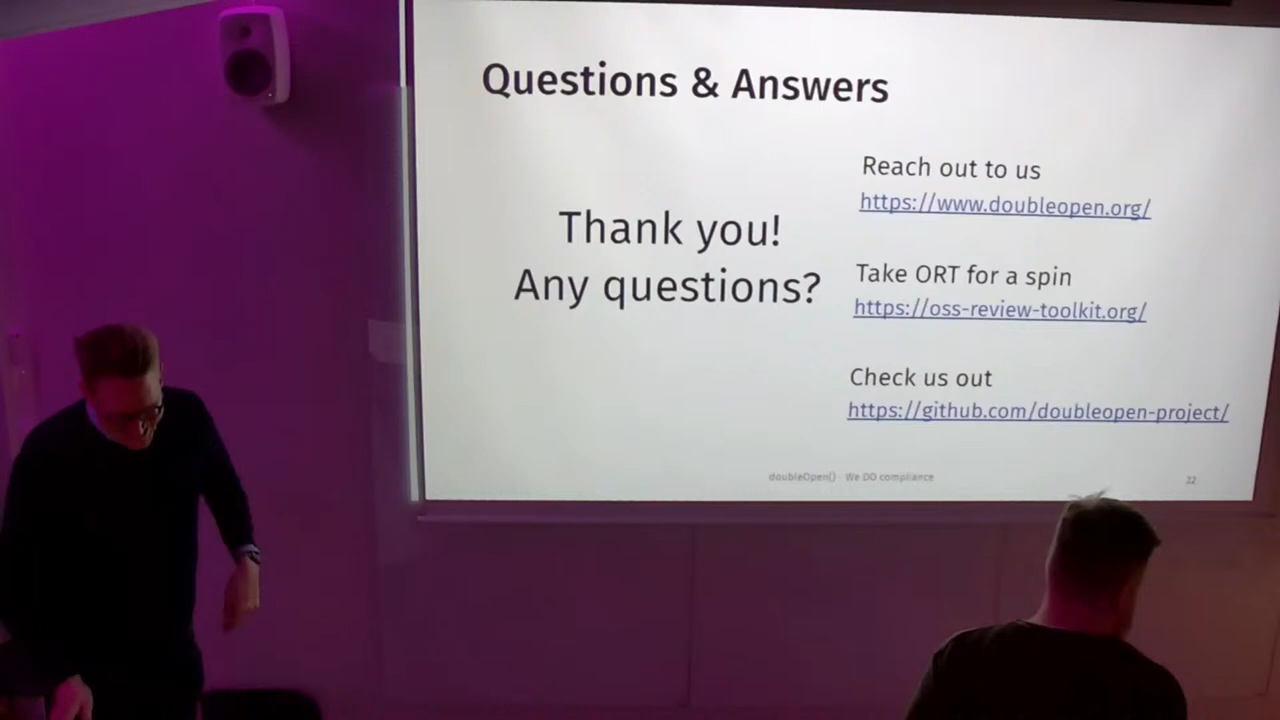 Questions & Answers
Thank you!
Any questions?
Reach out to us
https://www.doubleopen.org/
Take ORT for a spin
https://oss-review-toolkit.org/
Check us out
https://github.com/doubleopen-project/
doubleOpen() · We DO compliance
22